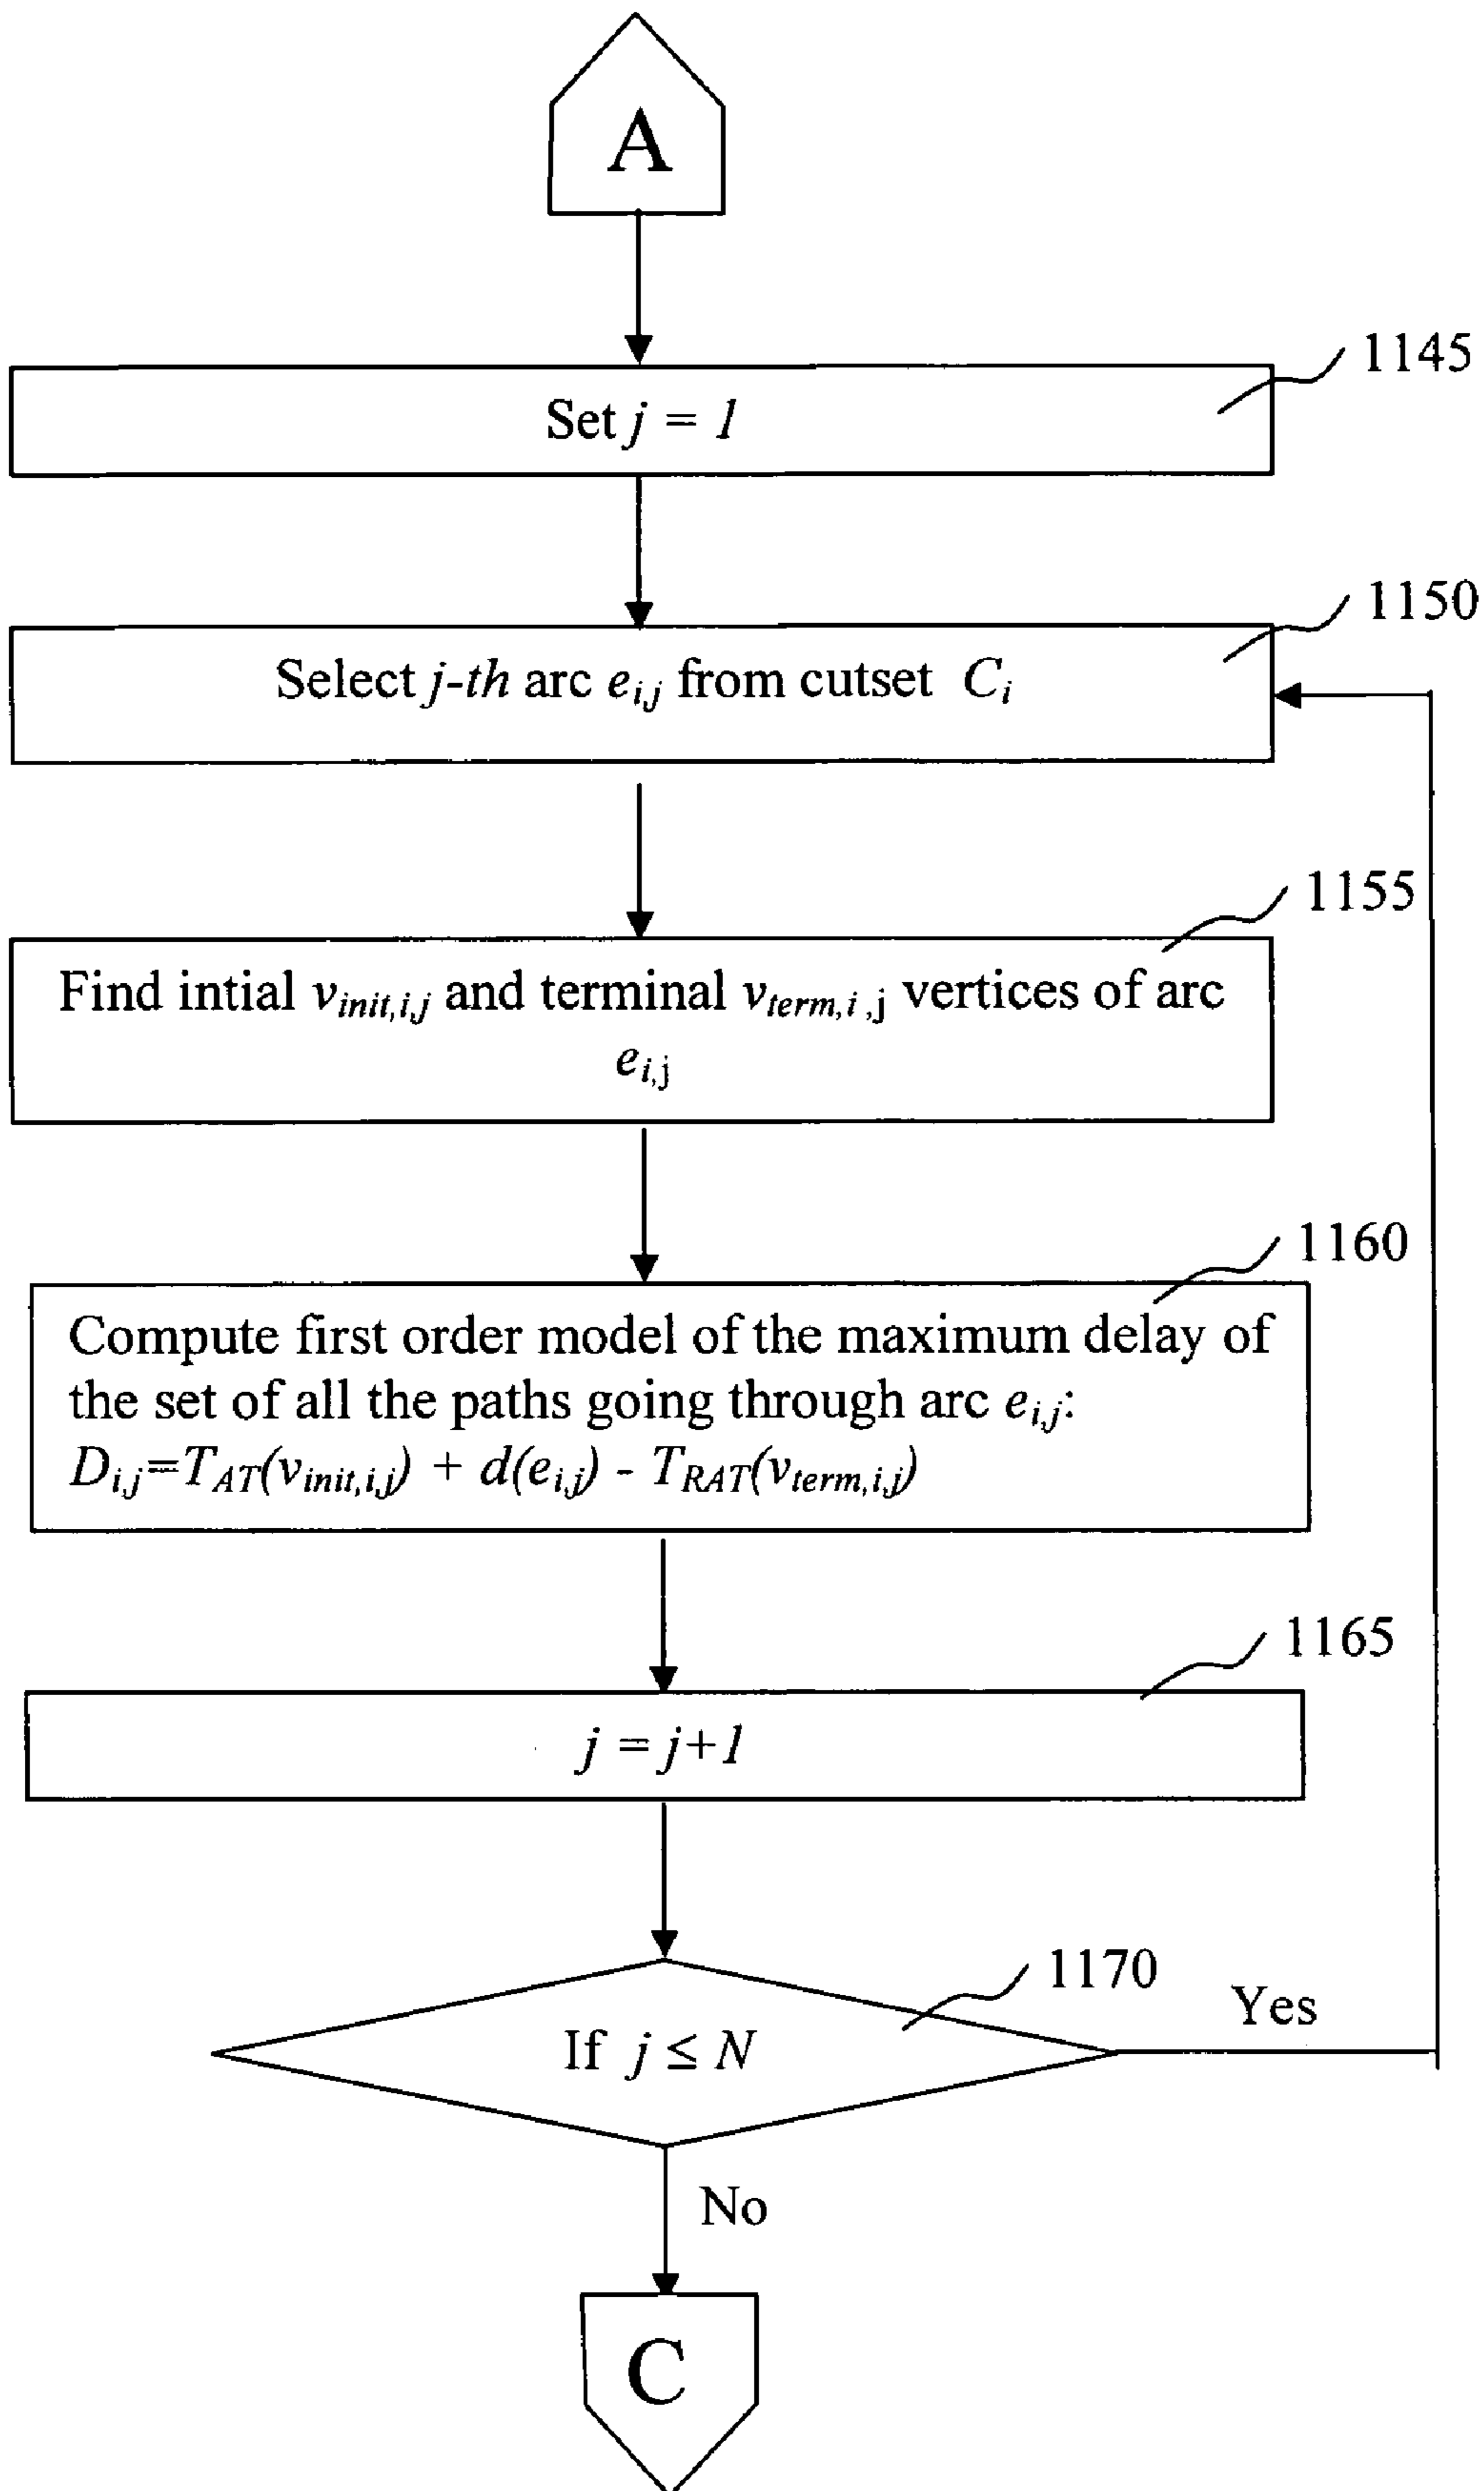 A
1145
Set j = 1
1150
Select j-th arc e_{i,j} from cutset C_i
1155
Find intial v_{init,i,j} and terminal v_{term,i,j} vertices of arc
e_{i,j}
1160
Compute first order model of the maximum delay of
the set of all the paths going through arc e_{i,j}:
D_{i,j}=T_{AT}(v_{init,i,j}) + d(e_{i,j}) - T_{RAT}(v_{term,i,j})
1165
j = j+1
1170
If j ≤ N
Yes
No
C